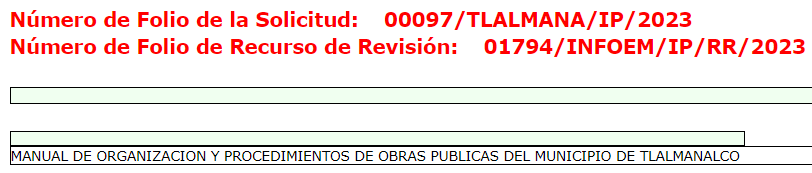 Número de Folio de la Solicitud: 00097/TLALMANA/IP/2023
Número de Folio de Recurso de Revisión: 01794/INFOEM/IP/RR/2023
MANUAL DE ORGANIZACION Y PROCEDIMIENTOS DE OBRAS PUBLICAS DEL MUNICIPIO DE TLALMANALCO